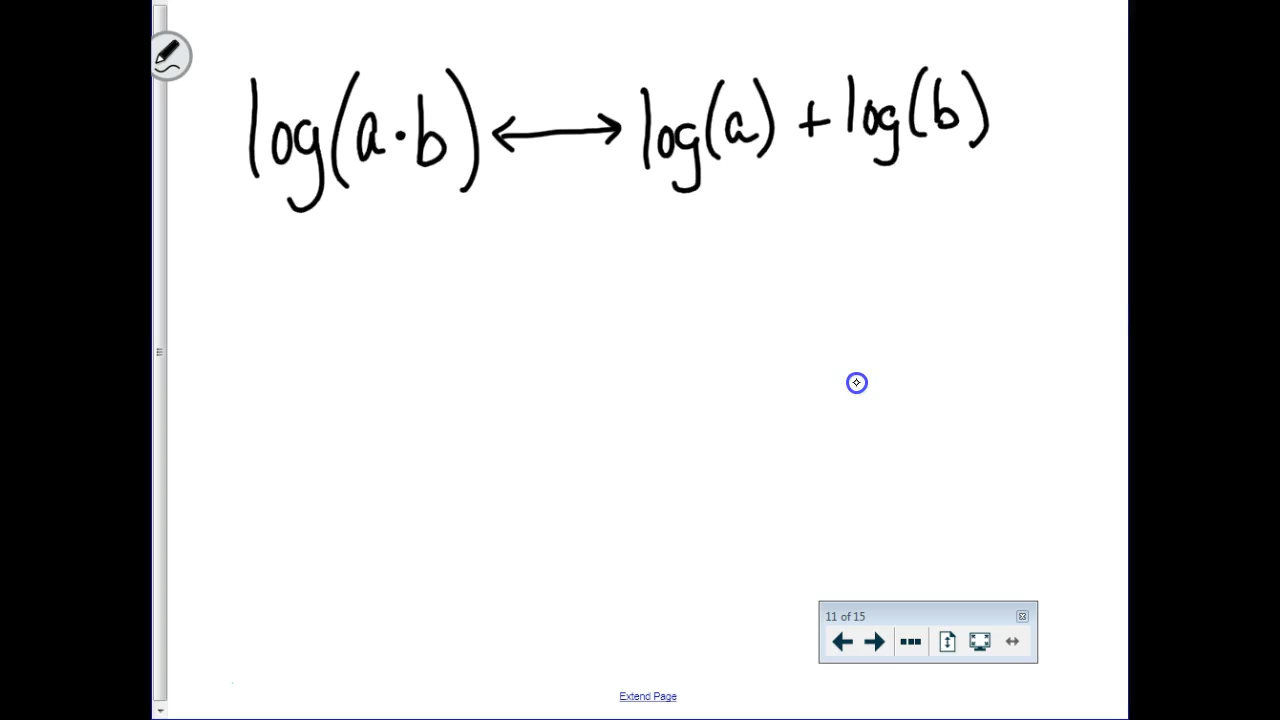 log(a·b) ⟷ log(a) + log(b)
11 of 15
Extend Page